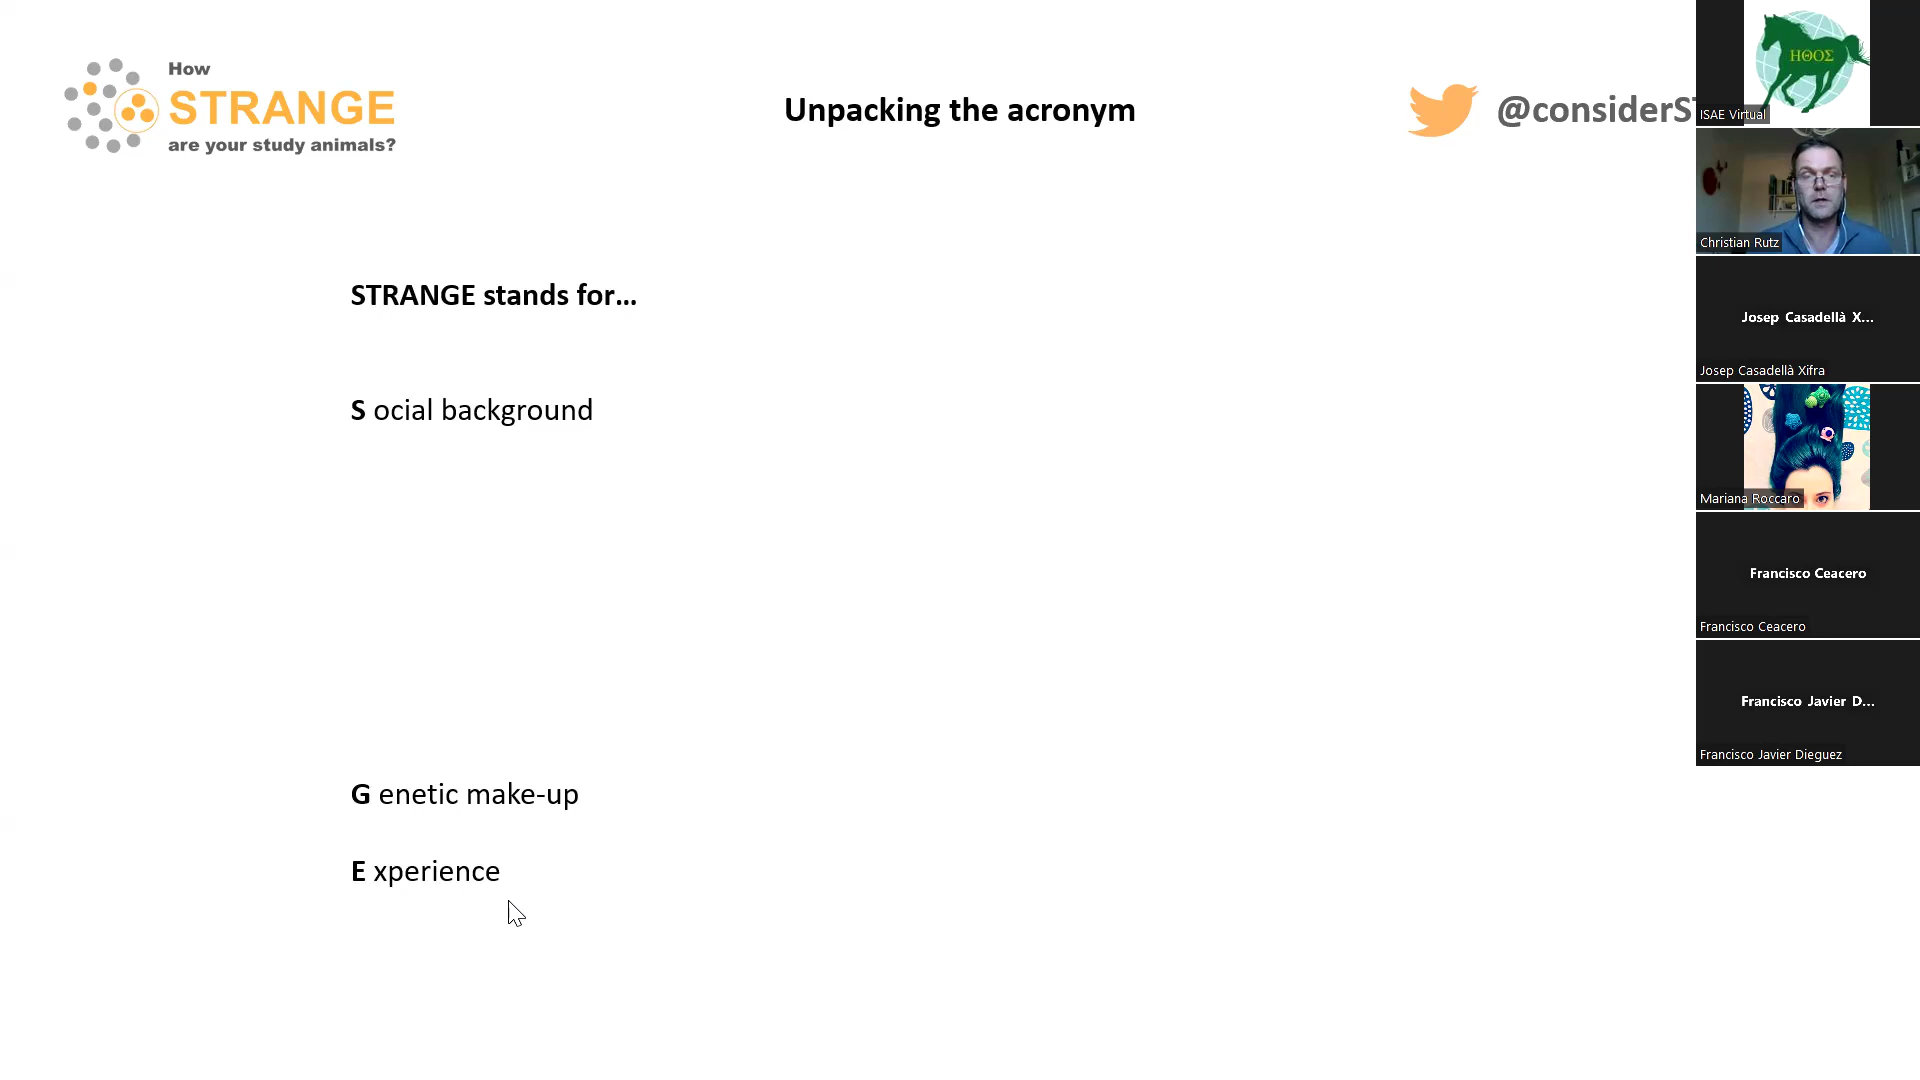 How
STRANGE
are your study animals?
Unpacking the acronym
@considerS
STRANGE stands for...
S ocial background
G enetic make-up
E xperience
ΗΘΟΣ
ISAE Virtual
Christian Rutz
Josep Casadellà X...
Josep Casadellà Xifra
Mariana Roccaro
Francisco Ceacero
Francisco Ceacero
Francisco Javier D...
Francisco Javier Dieguez